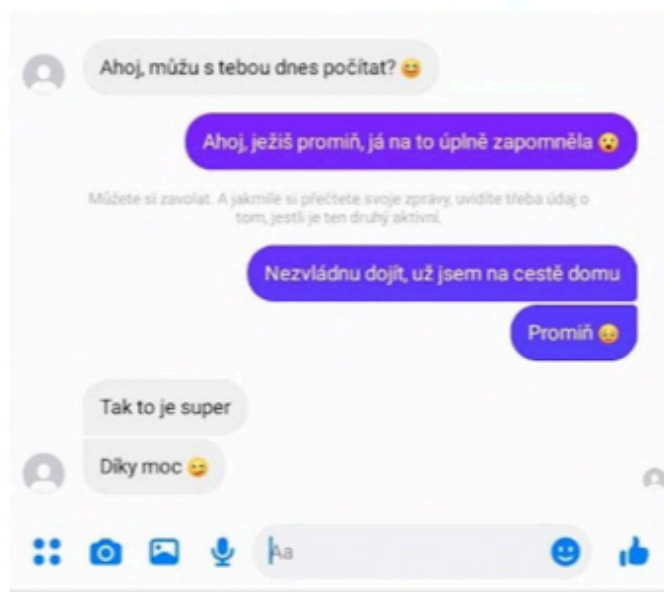 Ahoj, můžu s tebou dnes počítat? 😄
Ahoj, ježiš promiň, já na to úplně zapomněla 😮
Můžete si zavolat. A jakmile si přečtete svoje zprávy, uvidíte třeba údaj o
tom, jestli je ten druhý aktivní.
Nezvládnu dojít, už jsem na cestě domu
Promiň 😔
Tak to je super
Díky moc 😜
Aa